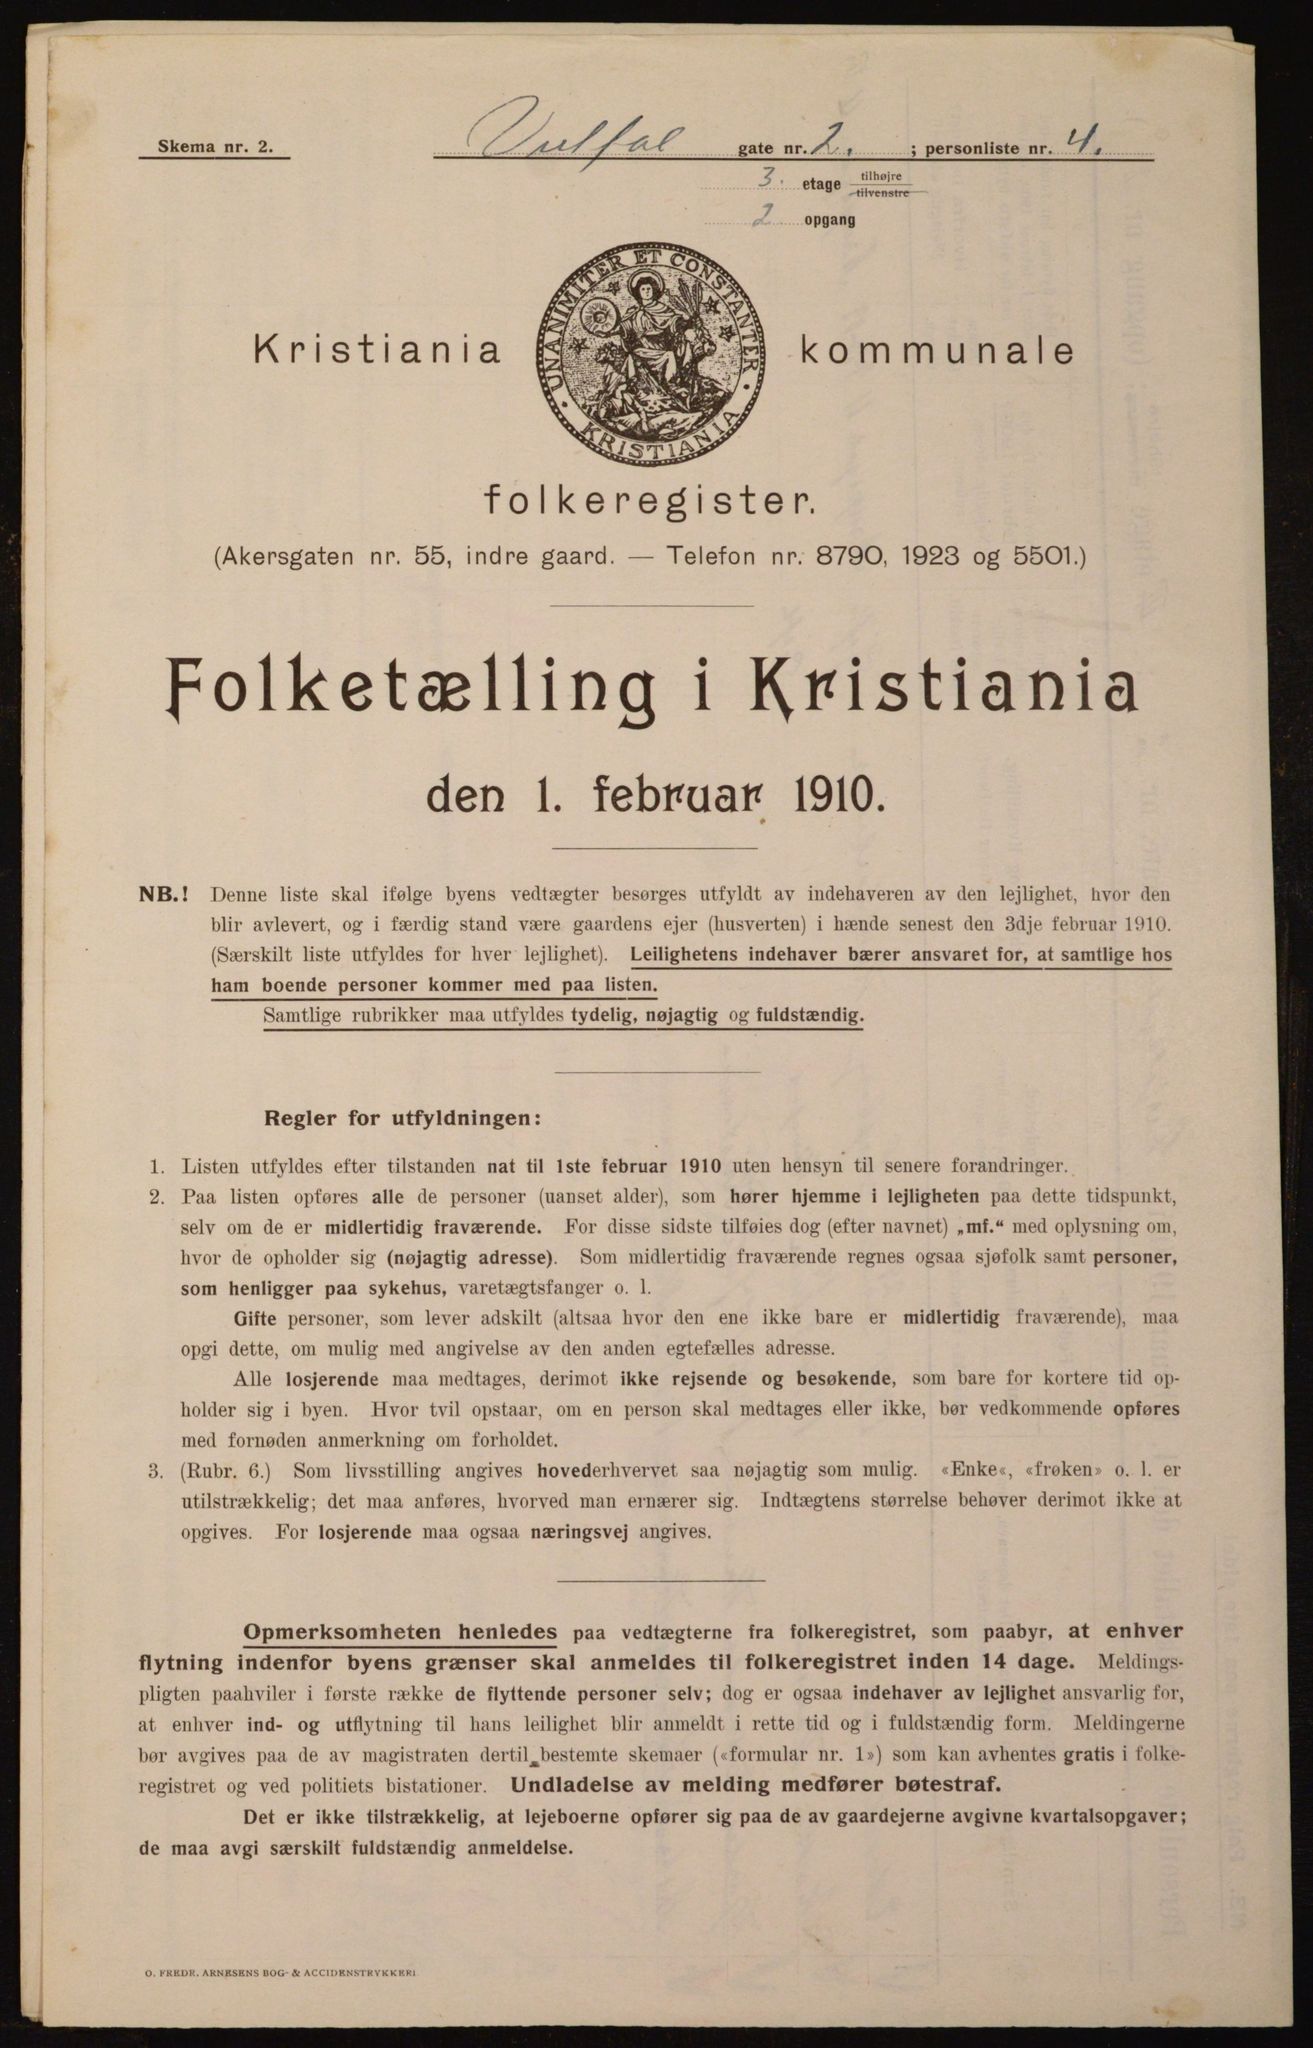 Skema nr. 2. Vulfal gate nr. 2. ; personliste nr. 4.
3. etage tilhøjre
tilvenstre
2 opgang
UNANIMITER ET CONSTANTER
KRISTIANIA
Kristiania kommunale
folkeregister.
(Akersgaten nr. 55, indre gaard. — Telefon nr. 8790, 1923 og 5501.)
Folketælling i Kristiania
den 1. februar 1910.
NB.! Denne liste skal ifølge byens vedtægter besørges utfyldt av indehaveren av den lejlighet, hvor den
blir avlevert, og i færdig stand være gaardens ejer (husverten) i hænde senest den 3dje februar 1910.
(Særskilt liste utfyldes for hver lejlighet). Leilighetens indehaver bærer ansvaret for, at samtlige hos
ham boende personer kommer med paa listen.
Samtlige rubrikker maa utfyldes tydelig, nøjagtig og fuldstændig.
Regler for utfyldningen:
1. Listen utfyldes efter tilstanden nat til 1ste februar 1910 uten hensyn til senere forandringer.
2. Paa listen opføres alle de personer (uanset alder), som hører hjemme i lejligheten paa dette tidspunkt,
selv om de er midlertidig fraværende. For disse sidste tilføies dog (efter navnet) „mf.“ med oplysning om,
hvor de opholder sig (nøjagtig adresse). Som midlertidig fraværende regnes ogsaa sjøfolk samt personer,
som henligger paa sykehus, varetægtsfanger o. l.
Gifte personer, som lever adskilt (altsaa hvor den ene ikke bare er midlertidig fraværende), maa
opgi dette, om mulig med angivelse av den anden egtefælles adresse.
Alle losjerende maa medtages, derimot ikke rejsende og besøkende, som bare for kortere tid op-
holder sig i byen. Hvor tvil opstaar, om en person skal medtages eller ikke, bør vedkommende opføres
med fornøden anmerkning om forholdet.
3. (Rubr. 6.) Som livsstilling angives hovederhvervet saa nøjagtig som mulig. «Enke«, «frøken» o. l. er
utilstrækkelig; det maa anføres, hvorved man ernærer sig. Indtægtens størrelse behøver derimot ikke at
opgives. For losjerende maa ogsaa næringsvej angives.
Opmerksomheten henledes paa vedtægterne fra folkeregistret, som paabyr, at enhver
flytning indenfor byens grænser skal anmeldes til folkeregistret inden 14 dage. Meldings-
pligten paahviler i første række de flyttende personer selv; dog er ogsaa indehaver av lejlighet ansvarlig for,
at enhver ind- og utflytning til hans leilighet blir anmeldt i rette tid og i fuldstændig form. Meldingerne
bør avgives paa de av magistraten dertil bestemte skemaer («formular nr. 1») som kan avhentes gratis i folke-
registret og ved politiets bistationer. Undladelse av melding medfører bøtestraf.
Det er ikke tilstrækkelig, at lejeboerne opfører sig paa de av gaardejerne avgivne kvartalsopgaver;
de maa avgi særskilt fuldstændig anmeldelse.
O. FREDR. ARNESENS BOG- & ACCIDENSTRYKKERI